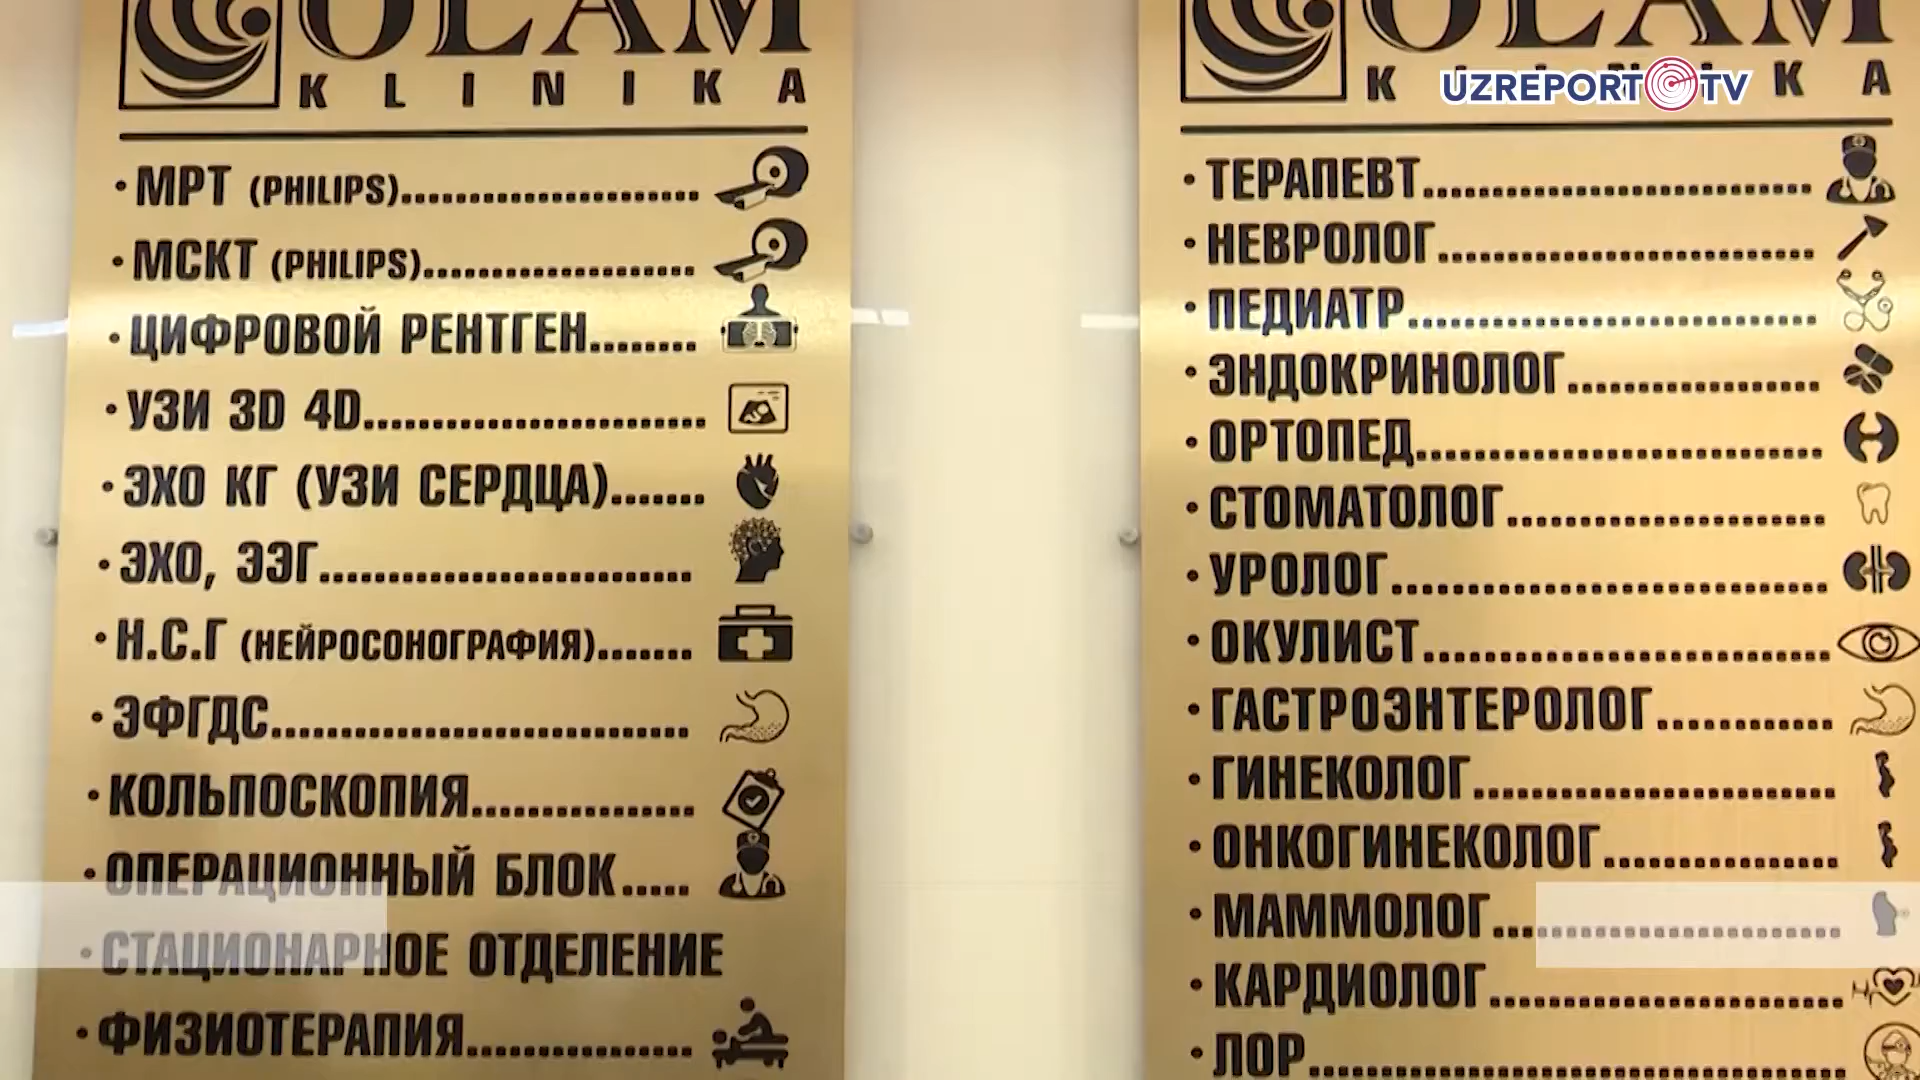 OLAM
KLINIKA
• МРТ (PHILIPS)
• МСКТ (PHILIPS)
• ЦИФРОВОЙ РЕНТГЕН
• УЗИ 3D 4D
• ЭХО КГ (УЗИ СЕРДЦА)
• ЭХО, ЭЭГ
• Н.С.Г (НЕЙРОСОНОГРАФИЯ)
• ЭФГДС
• КОЛЬПОСКОПИЯ
• ОПЕРАЦИОННЫЙ БЛОК
• СТАЦИОНАРНОЕ ОТДЕЛЕНИЕ
• ФИЗИОТЕРАПИЯ
OLAM
KLINIKA
UZREPORT TV
• ТЕРАПЕВТ
• НЕВРОЛОГ
• ПЕДИАТР
• ЭНДОКРИНОЛОГ
• ОРТОПЕД
• СТОМАТОЛОГ
• УРОЛОГ
• ОКУЛИСТ
• ГАСТРОЭНТЕРОЛОГ
• ГИНЕКОЛОГ
• ОНКОГИНЕКОЛОГ
• МАММОЛОГ
• КАРДИОЛОГ
• ЛОР